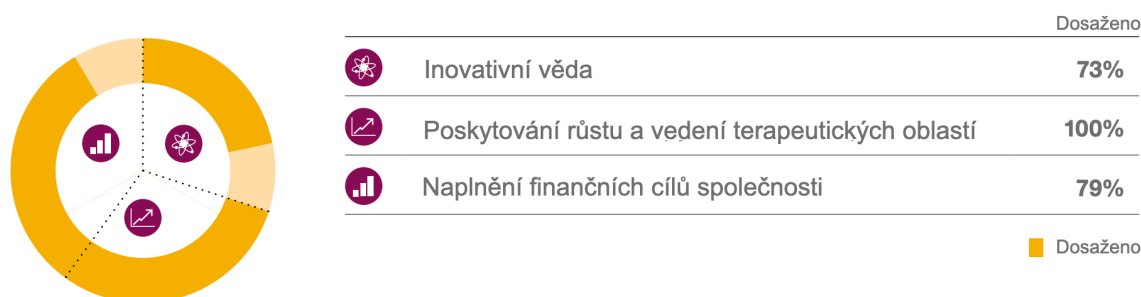 Dosaženo
Inovativní věda 73%
Poskytování růstu a vedení terapeutických oblastí 100%
Naplnění finančních cílů společnosti 79%
Dosaženo